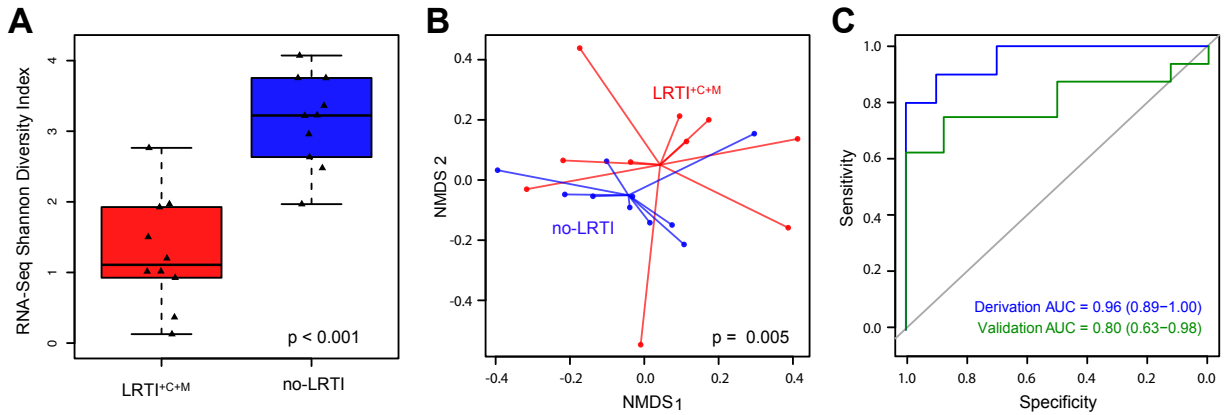 A
RNA-Seq Shannon Diversity Index
4
3
2
1
0
p < 0.001
LRTI+C+M
no-LRTI
B
NMDS 2
0.4
0.2
0.0
-0.2
-0.4
LRTI+C+M
no-LRTI
p = 0.005
-0.4 -0.2 0.0 0.2 0.4
NMDS1
C
Sensitivity
1.0
0.8
0.6
0.4
0.2
0.0
Derivation AUC = 0.96 (0.89−1.00)
Validation AUC = 0.80 (0.63−0.98)
1.0 0.8 0.6 0.4 0.2 0.0
Specificity